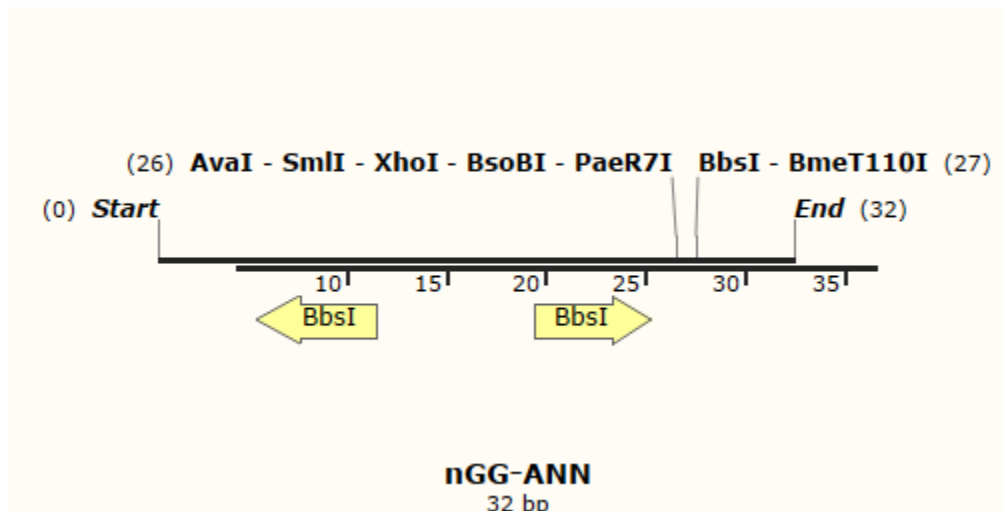 (26) AvaI - SmlI - XhoI - BsoBI - PaeR7I BbsI - BmeT110I (27)
(0) Start End (32)
10 15 20 25 30 35
BbsI BbsI
nGG-ANN
32 bp